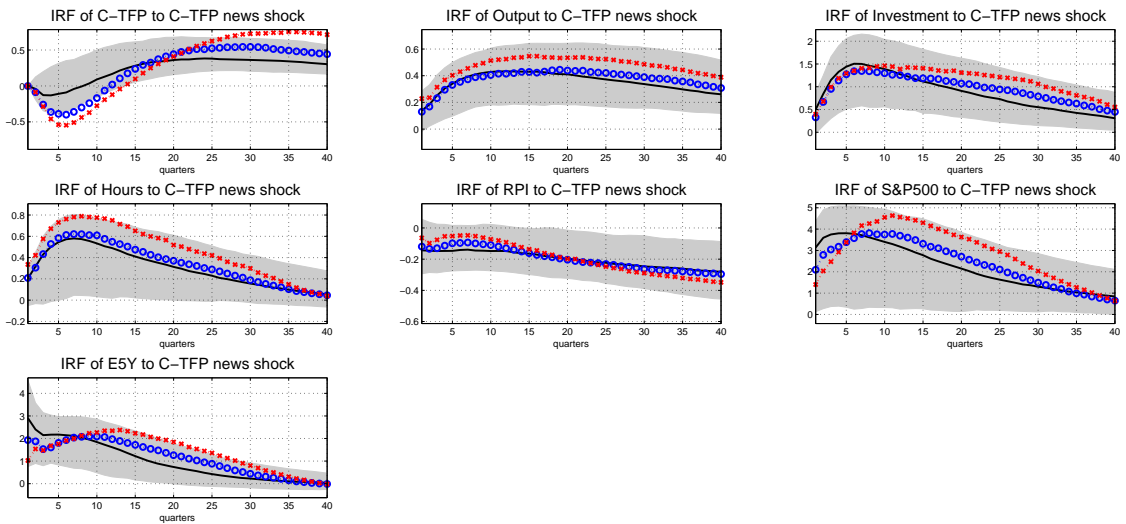 IRF of C−TFP to C−TFP news shock
0.5
0
−0.5
5 10 15 20 25 30 35 40
quarters
IRF of Output to C−TFP news shock
0.6
0.4
0.2
0
5 10 15 20 25 30 35 40
quarters
IRF of Investment to C−TFP news shock
2
1.5
1
0.5
0
5 10 15 20 25 30 35 40
quarters
IRF of Hours to C−TFP news shock
0.8
0.6
0.4
0.2
0
−0.2
5 10 15 20 25 30 35 40
quarters
IRF of RPI to C−TFP news shock
0
−0.2
−0.4
−0.6
5 10 15 20 25 30 35 40
quarters
IRF of S&P500 to C−TFP news shock
5
4
3
2
1
0
5 10 15 20 25 30 35 40
quarters
IRF of E5Y to C−TFP news shock
4
3
2
1
0
5 10 15 20 25 30 35 40
quarters